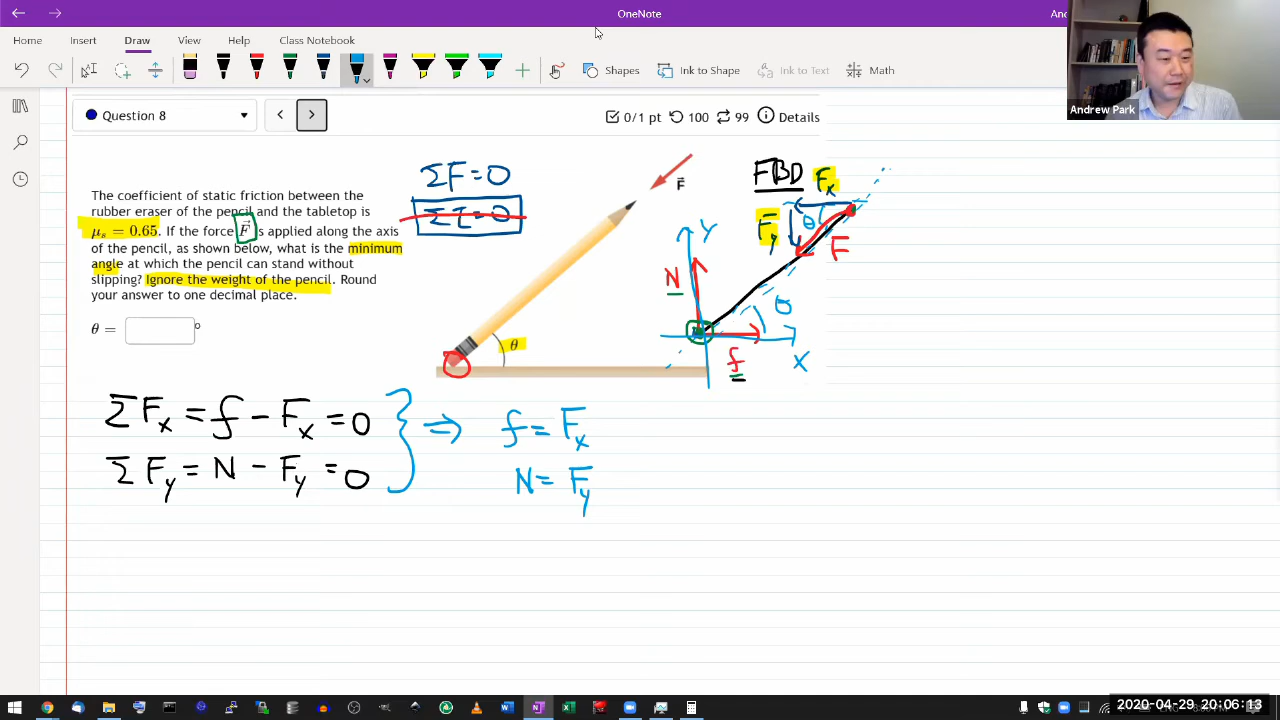 OneNote
Home Insert Draw View Help Class Notebook
Shapes Ink to Shape Ink to Text Math
Andrew Park
Question 8 0/1 pt 100 99 Details
The coefficient of static friction between the
rubber eraser of the pencil and the tabletop is
μs = 0.65. If the force F⃗ is applied along the axis
of the pencil, as shown below, what is the minimum
angle at which the pencil can stand without
slipping? Ignore the weight of the pencil. Round
your answer to one decimal place.
θ = °
ΣF = 0
Στ = 0
F⃗
θ
FBD
Fx
Fy
θ
F
Y
N
θ
f
X
ΣFx = f - Fx = 0
ΣFy = N - Fy = 0
⇒ f = Fx
N = Fy
2020-04-29 20:06:13